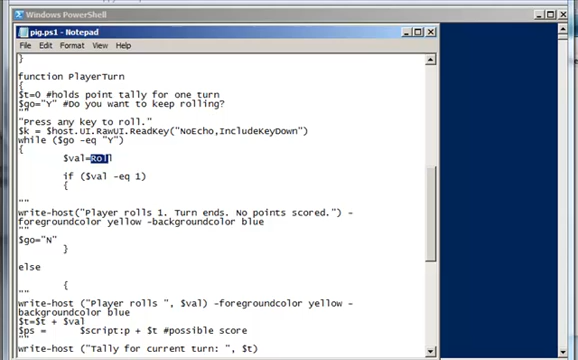 Windows PowerShell
pig.ps1 - Notepad
File Edit Format View Help
}
function PlayerTurn
{
$t=0 #holds point tally for one turn
$go="Y" #Do you want to keep rolling?
""
"Press any key to roll."
$k = $host.UI.RawUI.ReadKey("NoEcho,IncludeKeyDown")
while ($go -eq "Y")
{
$val=Roll
if ($val -eq 1)
{
""
write-host("Player rolls 1. Turn ends. No points scored.") -
foregroundcolor yellow -backgroundcolor blue
""
$go="N"
}
else
{
""
write-host ("Player rolls ", $val) -foregroundcolor yellow -
backgroundcolor blue
$t=$t + $val
$ps = $script:p + $t #possible score
""
write-host ("Tally for current turn: ", $t)